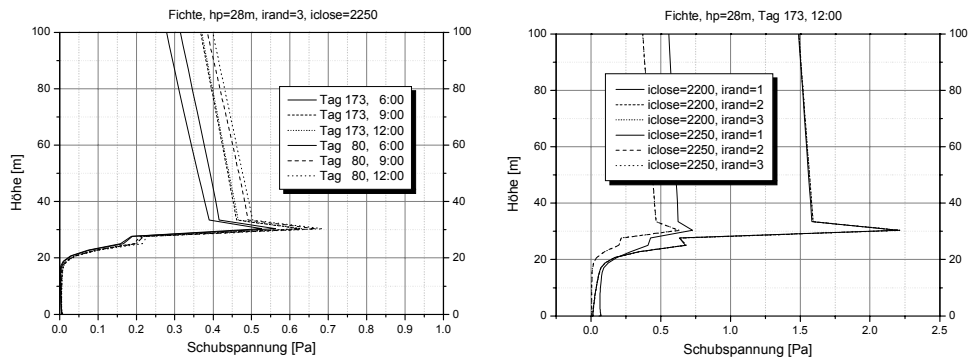 Fichte, hp=28m, irand=3, iclose=2250
100
80
60
40
20
0
100
80
60
40
20
0
Höhe [m]
Tag 173, 6:00
Tag 173, 9:00
Tag 173, 12:00
Tag 80, 6:00
Tag 80, 9:00
Tag 80, 12:00
0.0 0.1 0.2 0.3 0.4 0.5 0.6 0.7 0.8 0.9 1.0
Schubspannung [Pa]
Fichte, hp=28m, Tag 173, 12:00
100
80
60
40
20
0
100
80
60
40
20
0
Höhe [m]
iclose=2200, irand=1
iclose=2200, irand=2
iclose=2200, irand=3
iclose=2250, irand=1
iclose=2250, irand=2
iclose=2250, irand=3
0.0 0.5 1.0 1.5 2.0 2.5
Schubspannung [Pa]